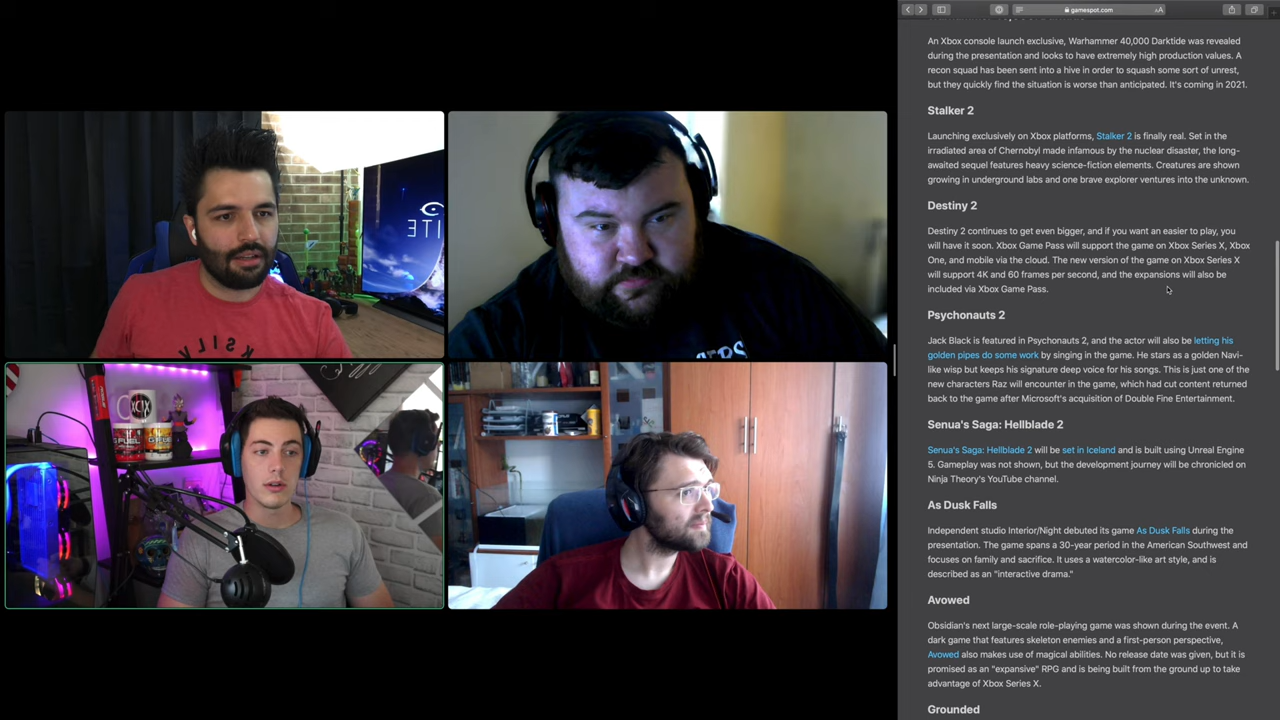 gamespot.com
AA
An Xbox console launch exclusive, Warhammer 40,000 Darktide was revealed
during the presentation and looks to have extremely high production values. A
recon squad has been sent into a hive in order to squash some sort of unrest,
but they quickly find the situation is worse than anticipated. It's coming in 2021.
Stalker 2
Launching exclusively on Xbox platforms, Stalker 2 is finally real. Set in the
irradiated area of Chernobyl made infamous by the nuclear disaster, the long-
awaited sequel features heavy science-fiction elements. Creatures are shown
growing in underground labs and one brave explorer ventures into the unknown.
Destiny 2
Destiny 2 continues to get even bigger, and if you want an easier to play, you
will have it soon. Xbox Game Pass will support the game on Xbox Series X, Xbox
One, and mobile via the cloud. The new version of the game on Xbox Series X
will support 4K and 60 frames per second, and the expansions will also be
included via Xbox Game Pass.
Psychonauts 2
Jack Black is featured in Psychonauts 2, and the actor will also be letting his
golden pipes do some work by singing in the game. He stars as a golden Navi-
like wisp but keeps his signature deep voice for his songs. This is just one of the
new characters Raz will encounter in the game, which had cut content returned
back to the game after Microsoft's acquisition of Double Fine Entertainment.
Senua's Saga: Hellblade 2
Senua's Saga: Hellblade 2 will be set in Iceland and is built using Unreal Engine
5. Gameplay was not shown, but the development journey will be chronicled on
Ninja Theory's YouTube channel.
As Dusk Falls
Independent studio Interior/Night debuted its game As Dusk Falls during the
presentation. The game spans a 30-year period in the American Southwest and
focuses on family and sacrifice. It uses a watercolor-like art style, and is
described as an "interactive drama."
Avowed
Obsidian's next large-scale role-playing game was shown during the event. A
dark game that features skeleton enemies and a first-person perspective,
Avowed also makes use of magical abilities. No release date was given, but it is
promised as an "expansive" RPG and is being built from the ground up to take
advantage of Xbox Series X.
Grounded